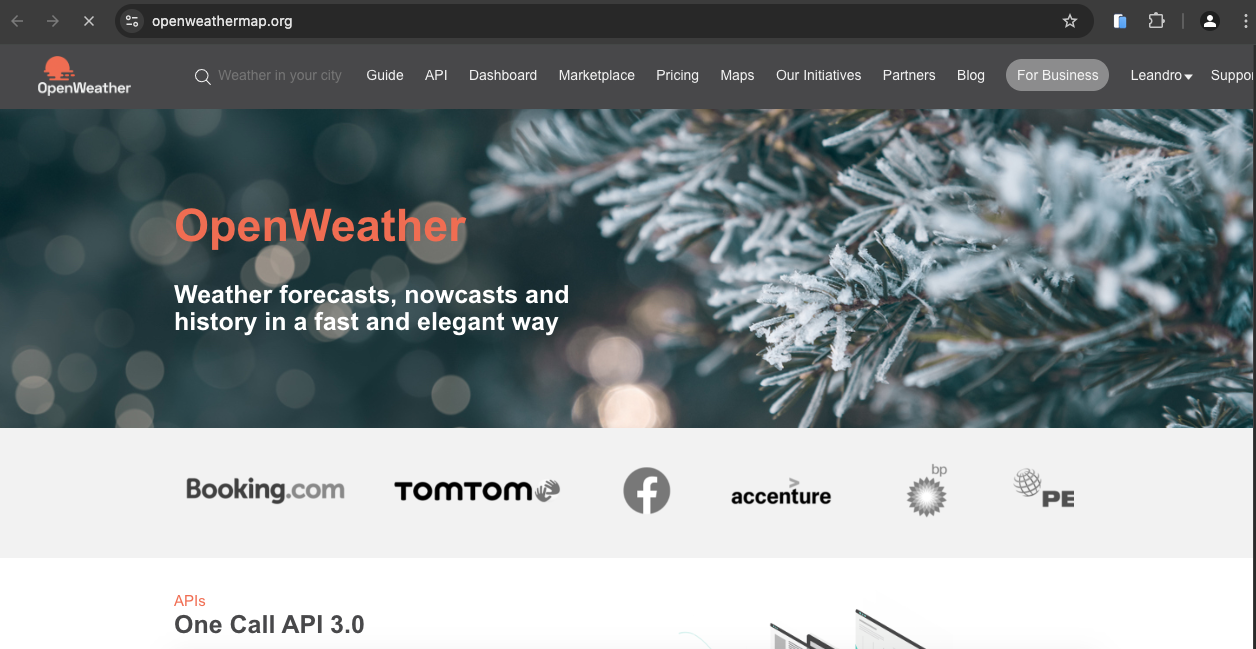 openweathermap.org
OpenWeather
Weather in your city
Guide
API
Dashboard
Marketplace
Pricing
Maps
Our Initiatives
Partners
Blog
For Business
Leandro
Suppor
OpenWeather
Weather forecasts, nowcasts and
history in a fast and elegant way
Booking.com
TOMTOM
f
accenture
bp
PE
APIs
One Call API 3.0